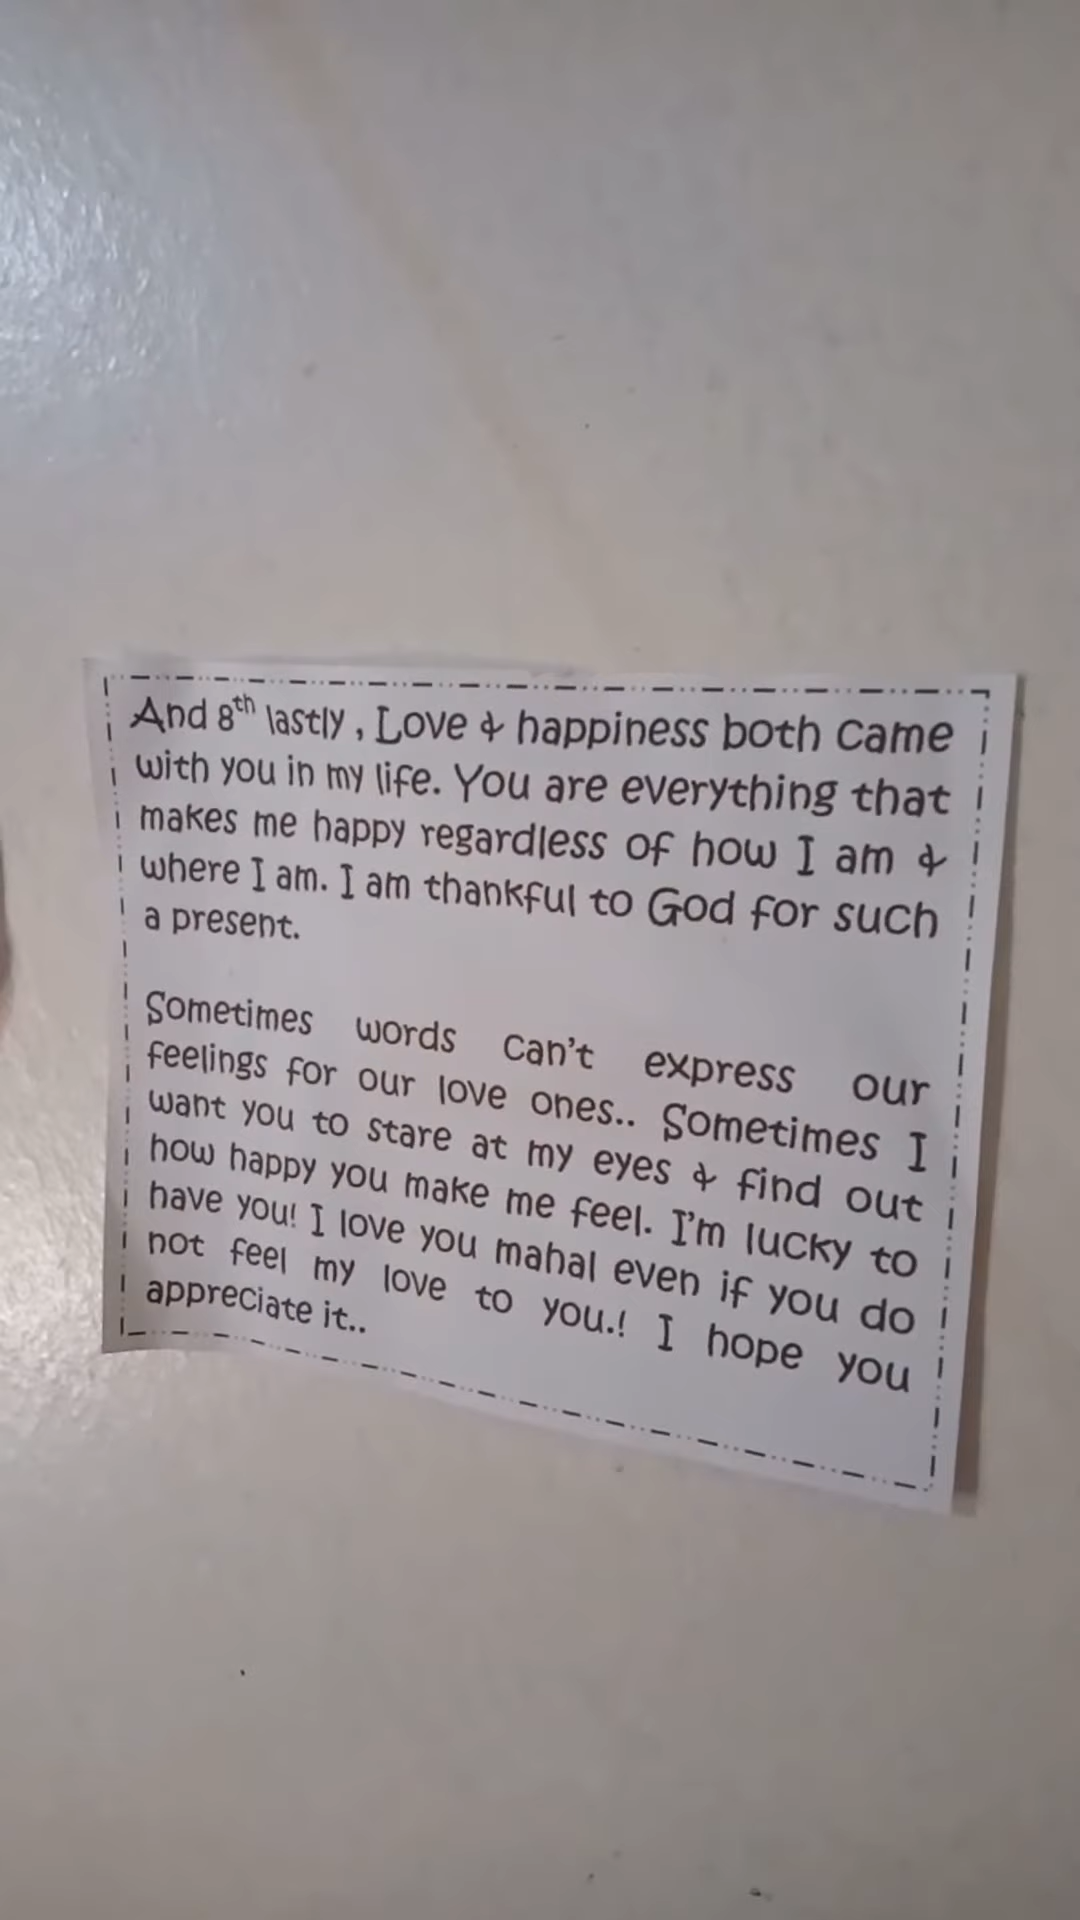 And 8th lastly , Love & happiness both came
with you in my life. You are everything that
makes me happy regardless of how I am &
where I am. I am thankful to God for such
a present.
Sometimes words can't express our
feelings for our love ones.. Sometimes I
want you to stare at my eyes & find out
how happy you make me feel. I'm lucky to
have you! I love you mahal even if you do
not feel my love to you.! I hope you
appreciate it..